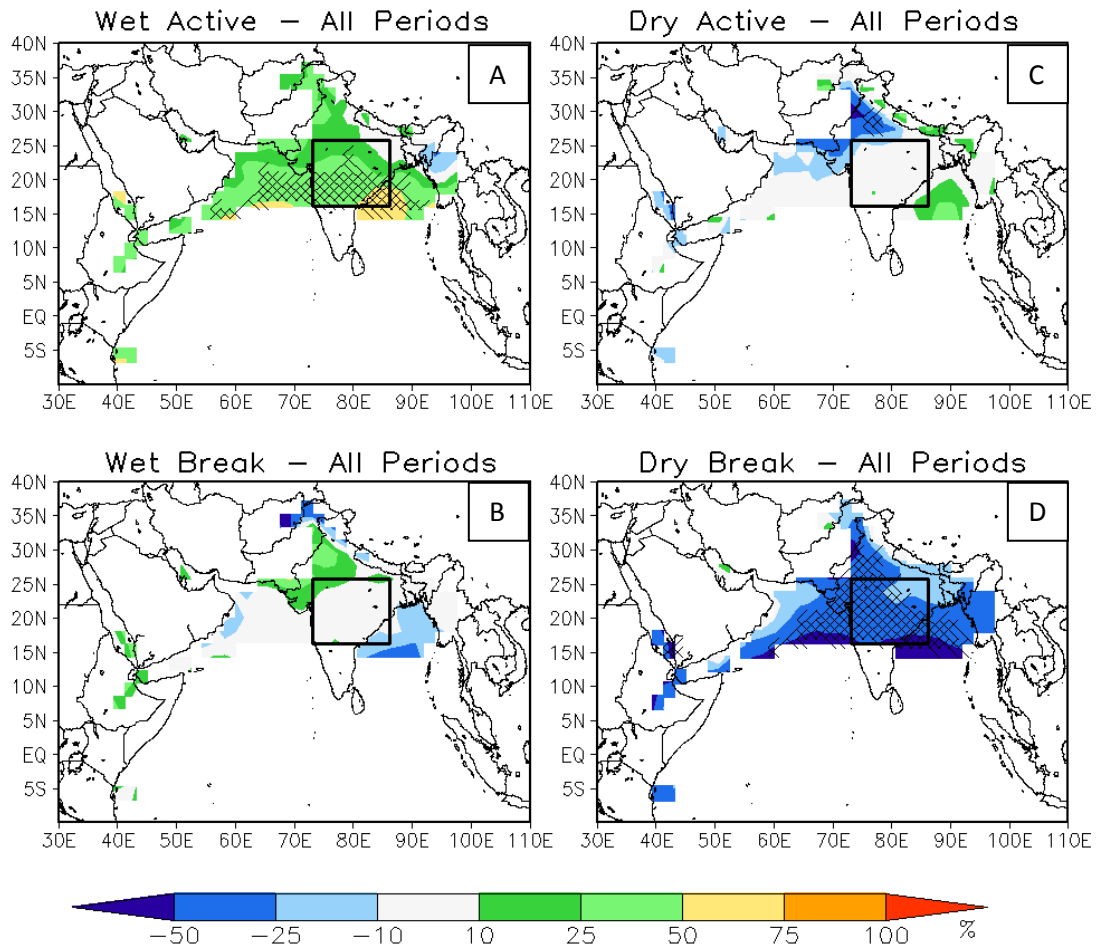 Wet Active – All Periods
Dry Active – All Periods
40N
35N
30N
25N
20N
15N
10N
5N
EQ
5S
A
30E 40E 50E 60E 70E 80E 90E 100E 110E
40N
35N
30N
25N
20N
15N
10N
5N
EQ
5S
C
30E 40E 50E 60E 70E 80E 90E 100E 110E
Wet Break – All Periods
Dry Break – All Periods
40N
35N
30N
25N
20N
15N
10N
5N
EQ
5S
B
30E 40E 50E 60E 70E 80E 90E 100E 110E
40N
35N
30N
25N
20N
15N
10N
5N
EQ
5S
D
30E 40E 50E 60E 70E 80E 90E 100E 110E
−50 −25 −10 10 25 50 75 100 %